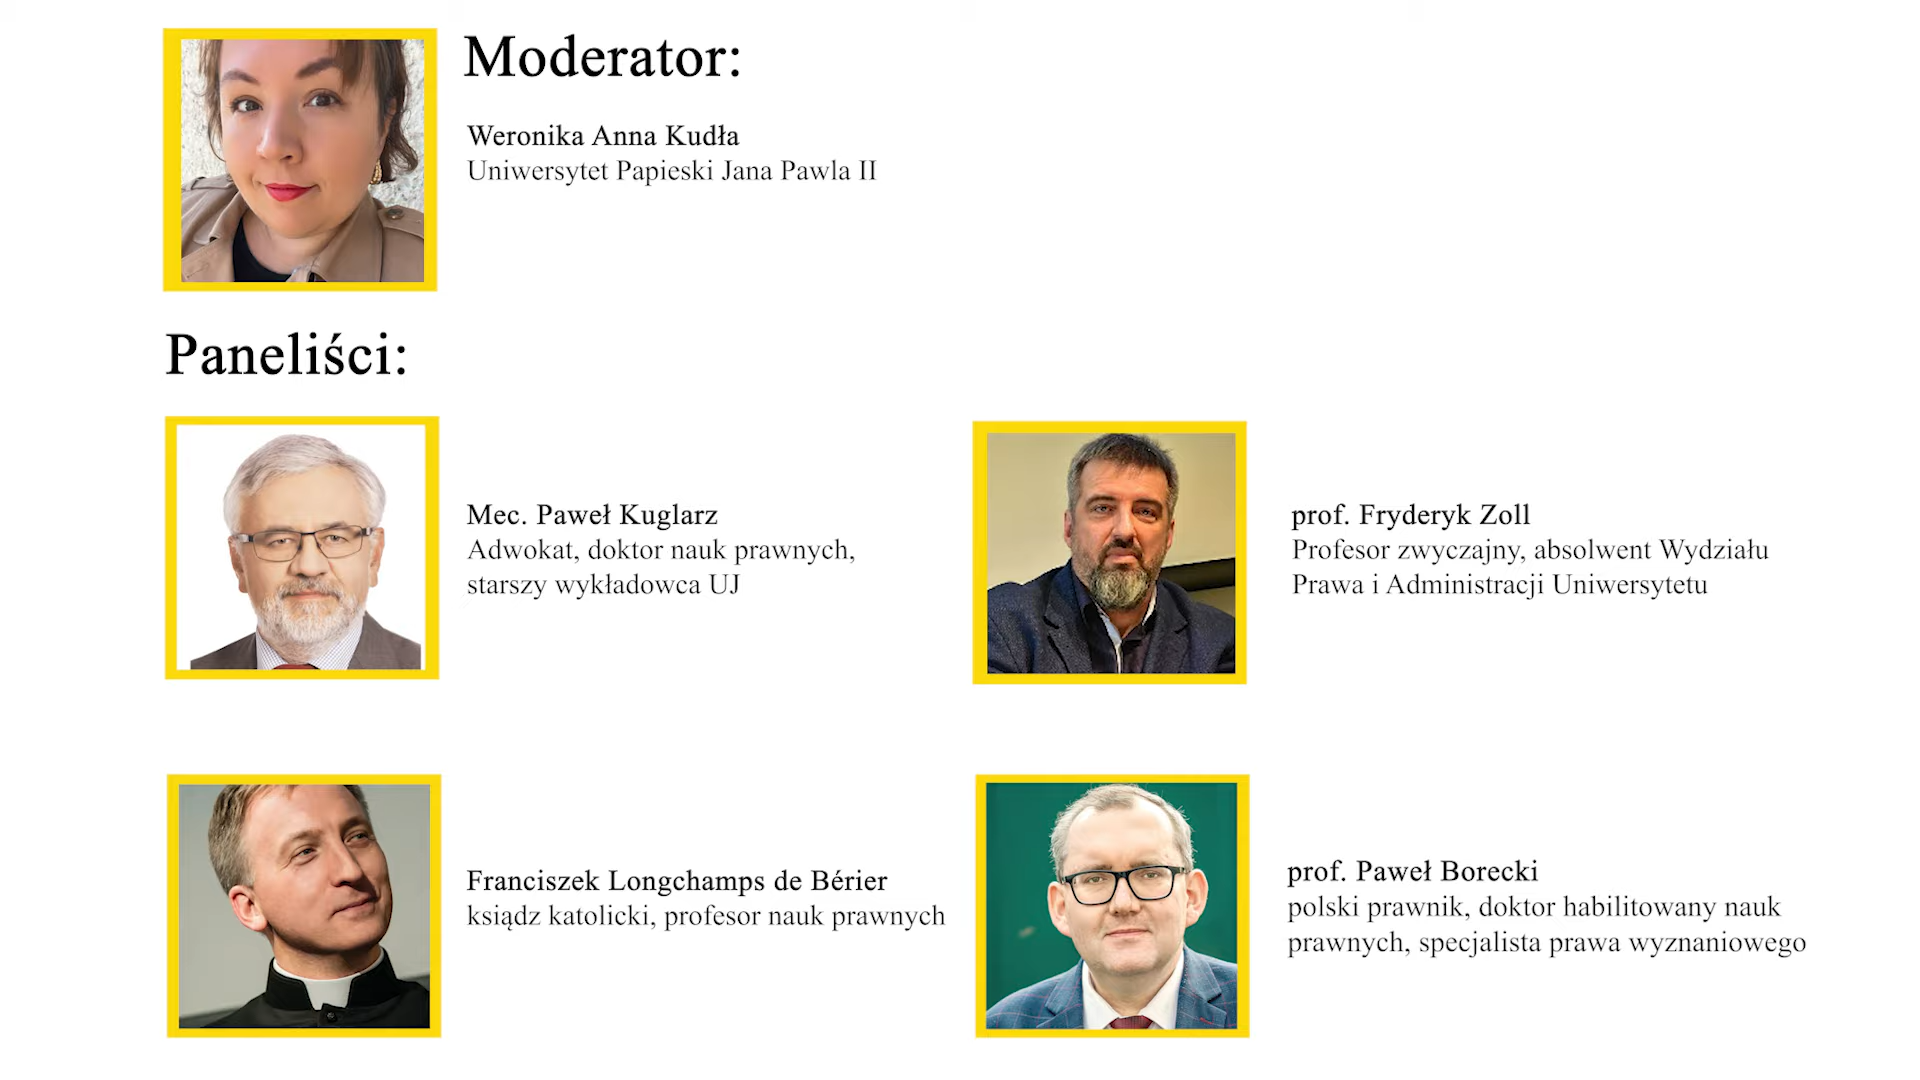 Moderator:
Weronika Anna Kudła
Uniwersytet Papieski Jana Pawla II
Paneliści:
Mec. Paweł Kuglarz
Adwokat, doktor nauk prawnych,
starszy wykładowca UJ
prof. Fryderyk Zoll
Profesor zwyczajny, absolwent Wydziału
Prawa i Administracji Uniwersytetu
Franciszek Longchamps de Bérier
ksiądz katolicki, profesor nauk prawnych
prof. Paweł Borecki
polski prawnik, doktor habilitowany nauk
prawnych, specjalista prawa wyznaniowego